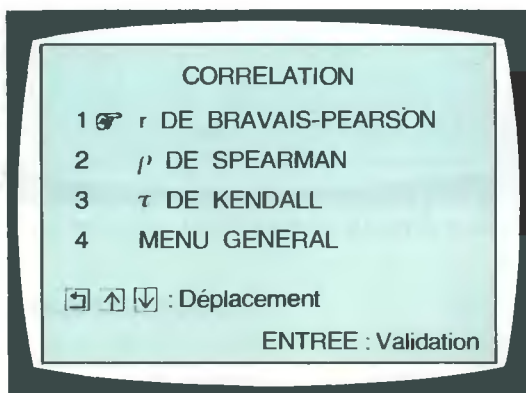 CORRELATION
1 ☞ r DE BRAVAIS-PEARSON
2 ρ DE SPEARMAN
3 τ DE KENDALL
4 MENU GENERAL
⮌ ↑ ↓ : Déplacement
ENTREE : Validation